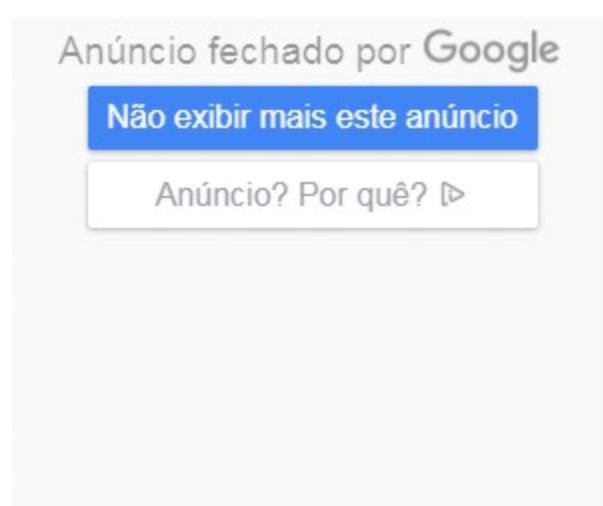 Anúncio fechado por Google
Não exibir mais este anúncio
Anúncio? Por quê?